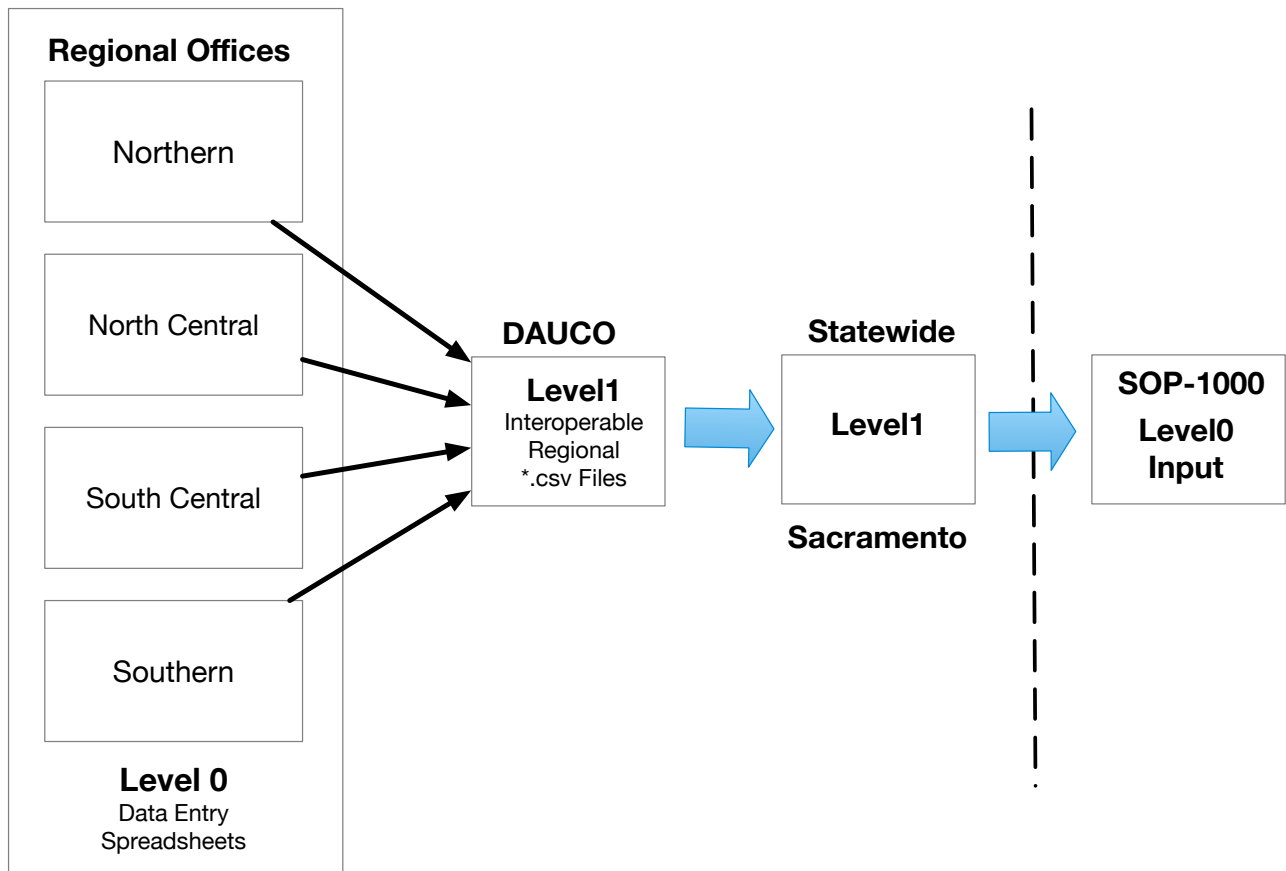 Regional Offices
Northern
North Central
South Central
Southern
Level 0
Data Entry
Spreadsheets
DAUCO
Level1
Interoperable
Regional
*.csv Files
Statewide
Level1
Sacramento
SOP-1000
Level0
Input